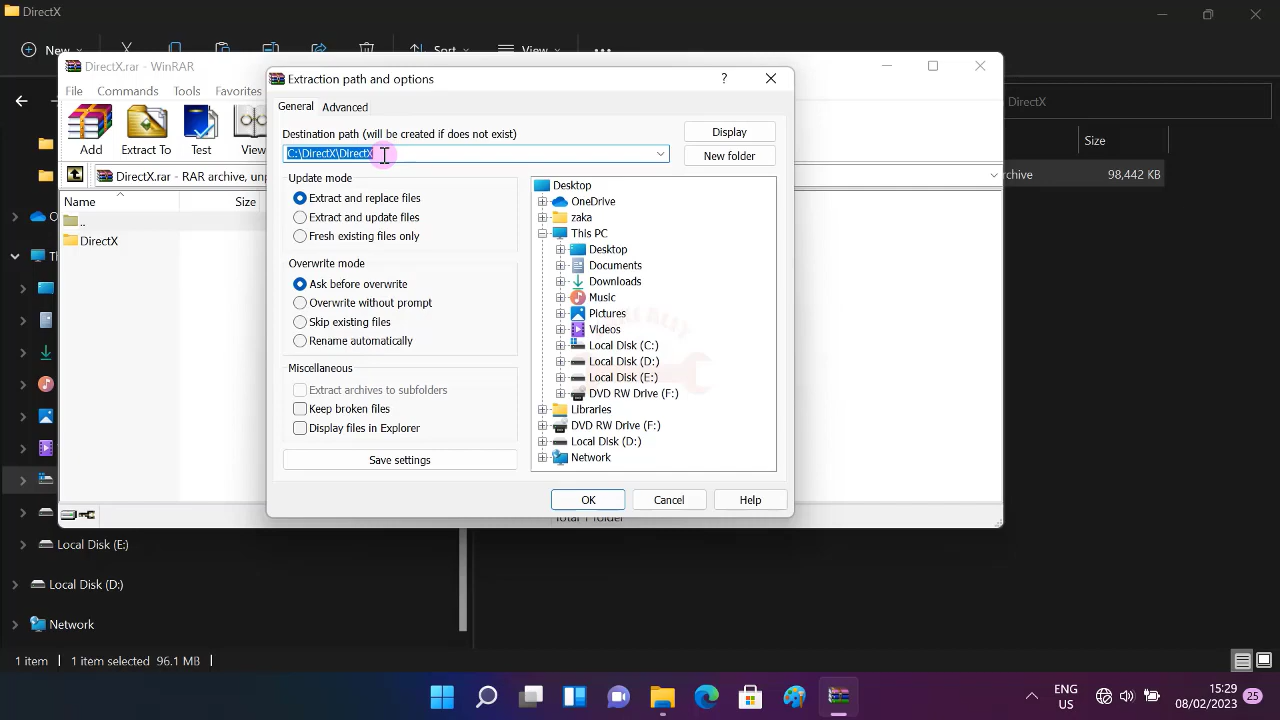 DirectX
New
Sort
View
DirectX.rar - WinRAR
Extraction path and options
File Commands Tools Favorites
General Advanced
DirectX
Destination path (will be created if does not exist)
Display
C:\DirectX\DirectX
New folder
Add Extract To Test View
Size
DirectX.rar - RAR archive, unp
98,442 KB
Name Size
..
DirectX
Update mode
Extract and replace files
Extract and update files
Fresh existing files only
Overwrite mode
Ask before overwrite
Overwrite without prompt
Skip existing files
Rename automatically
Miscellaneous
Extract archives to subfolders
Keep broken files
Display files in Explorer
Save settings
Desktop
OneDrive
zaka
This PC
Desktop
Documents
Downloads
Music
Pictures
Videos
Local Disk (C:)
Local Disk (D:)
Local Disk (E:)
DVD RW Drive (F:)
Libraries
DVD RW Drive (F:)
Local Disk (D:)
Network
OK Cancel Help
Total 1 folder
Local Disk (E:)
Local Disk (D:)
Network
1 item 1 item selected 96.1 MB
ENG
UK
15:29
08/02/2023
25